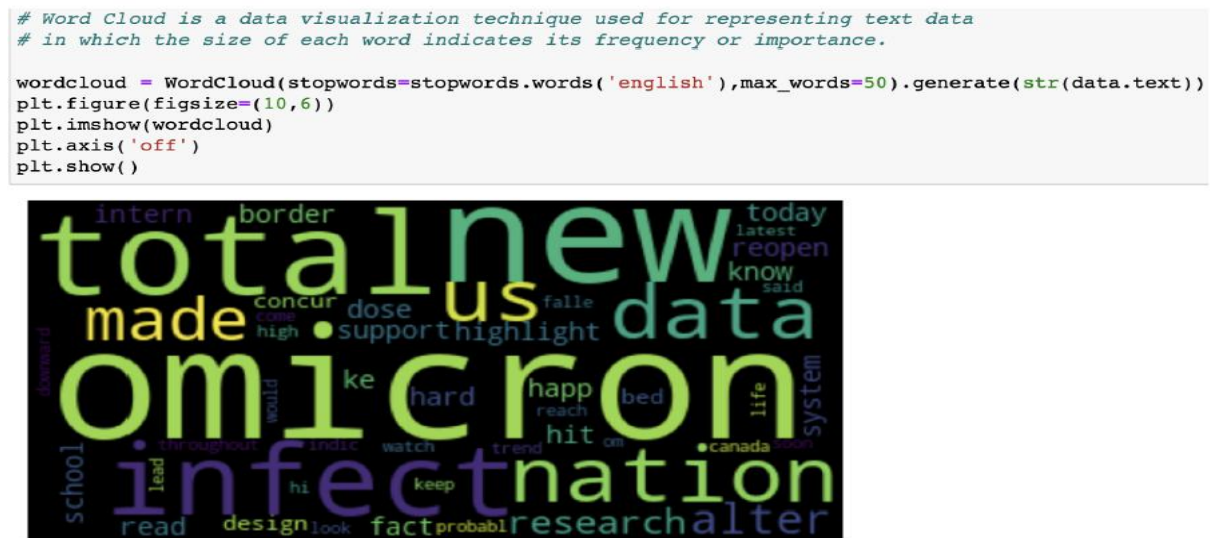 # Word Cloud is a data visualization technique used for representing text data
# in which the size of each word indicates its frequency or importance.
wordcloud = WordCloud(stopwords=stopwords.words('english'),max_words=50).generate(str(data.text))
plt.figure(figsize=(10,6))
plt.imshow(wordcloud)
plt.axis('off')
plt.show()
intern border today
total new latest
reopen
know
said
made concur dose us falle data
come high support highlight
downward
omicron
ke hard happ bed life system
would reach
hit om
throughout indic watch trend canada soon
school lead infect nation
hi keep
read design look fact probabl research alter